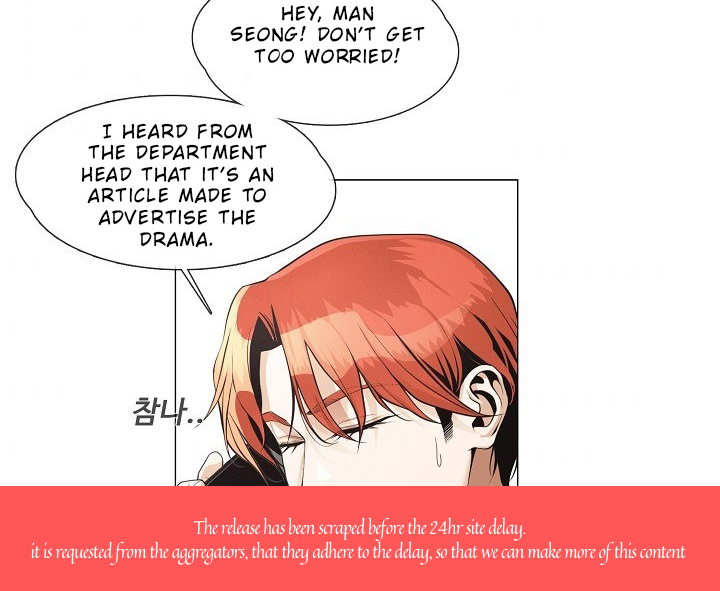 HEY, MAN
SEONG! DON'T GET
TOO WORRIED!
I HEARD FROM
THE DEPARTMENT
HEAD THAT IT'S AN
ARTICLE MADE TO
ADVERTISE THE
DRAMA.
참나..
The release has been scraped before the 24hr site delay.
it is requested from the aggregators, that they adhere to the delay, so that we can make more of this content